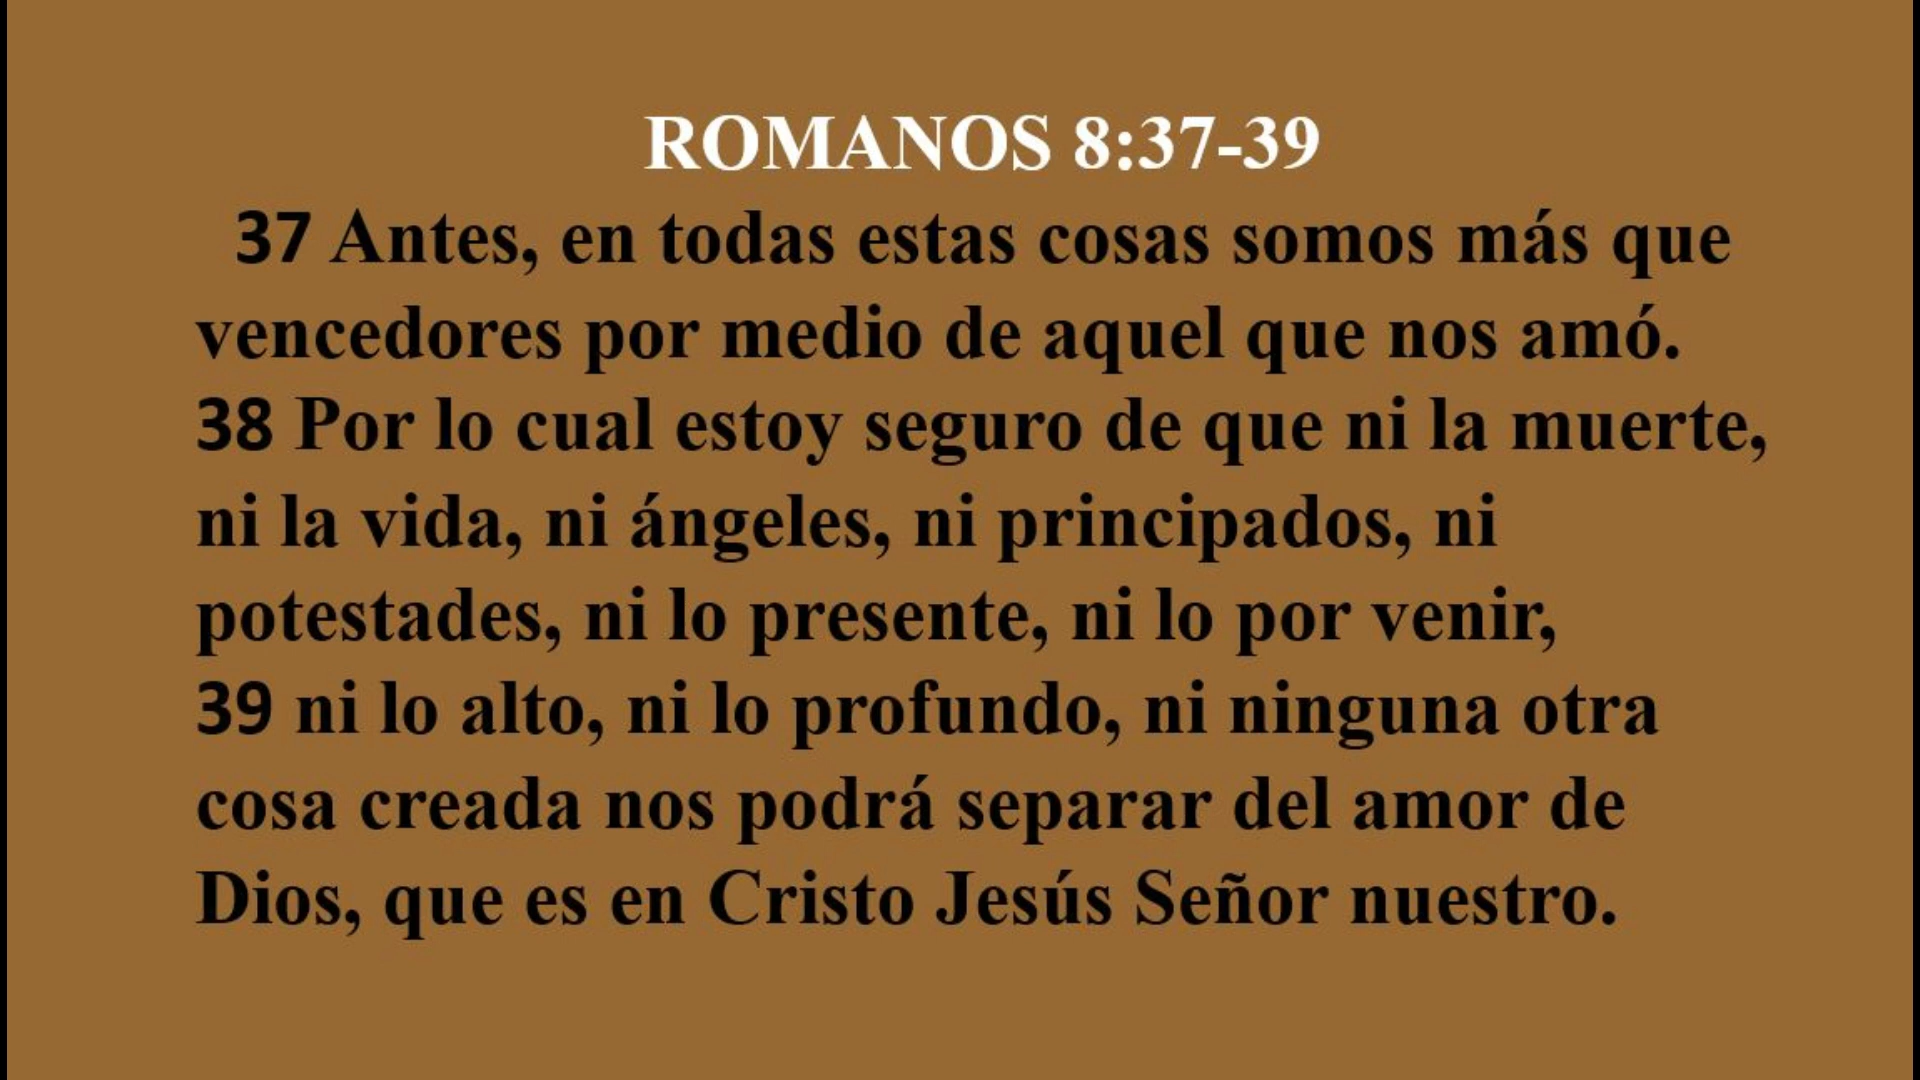 ROMANOS 8:37-39
37 Antes, en todas estas cosas somos más que
vencedores por medio de aquel que nos amó.
38 Por lo cual estoy seguro de que ni la muerte,
ni la vida, ni ángeles, ni principados, ni
potestades, ni lo presente, ni lo por venir,
39 ni lo alto, ni lo profundo, ni ninguna otra
cosa creada nos podrá separar del amor de
Dios, que es en Cristo Jesús Señor nuestro.